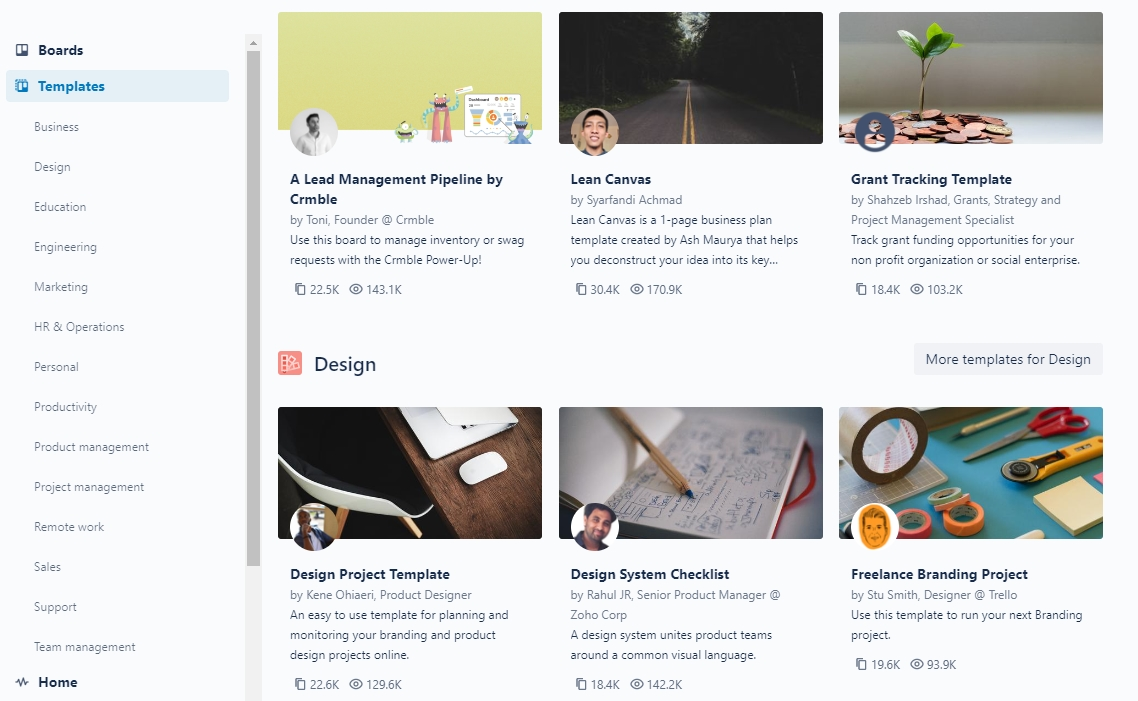 Boards
Templates
Business
Design
Education
Engineering
Marketing
HR & Operations
Personal
Productivity
Product management
Project management
Remote work
Sales
Support
Team management
Home
Dashboard
A Lead Management Pipeline by
Crmble
by Toni, Founder @ Crmble
Use this board to manage inventory or swag
requests with the Crmble Power-Up!
22.5K 143.1K
Lean Canvas
by Syarfandi Achmad
Lean Canvas is a 1-page business plan
template created by Ash Maurya that helps
you deconstruct your idea into its key...
30.4K 170.9K
Grant Tracking Template
by Shahzeb Irshad, Grants, Strategy and
Project Management Specialist
Track grant funding opportunities for your
non profit organization or social enterprise.
18.4K 103.2K
Design
More templates for Design
Design Project Template
by Kene Ohiaeri, Product Designer
An easy to use template for planning and
monitoring your branding and product
design projects online.
22.6K 129.6K
Design System Checklist
by Rahul JR, Senior Product Manager @
Zoho Corp
A design system unites product teams
around a common visual language.
18.4K 142.2K
Freelance Branding Project
by Stu Smith, Designer @ Trello
Use this template to run your next Branding
project.
19.6K 93.9K